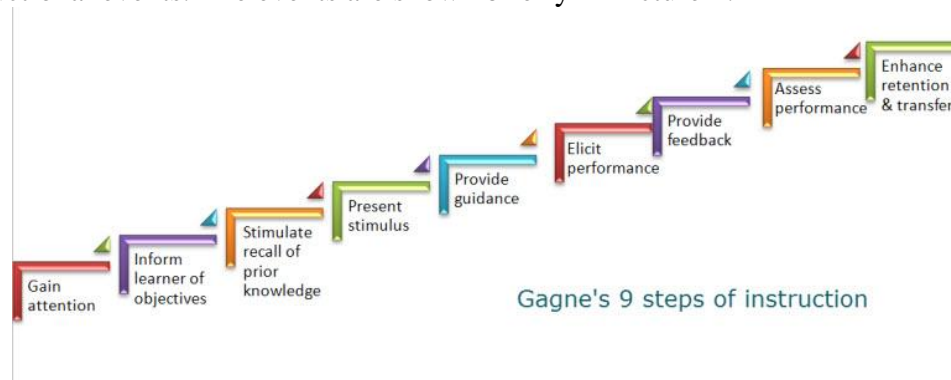 Gain
attention
Inform
learner of
objectives
Stimulate
recall of
prior
knowledge
Present
stimulus
Provide
guidance
Elicit
performance
Provide
feedback
Assess
performance
Enhance
retention
& transfer
Gagne's 9 steps of instruction